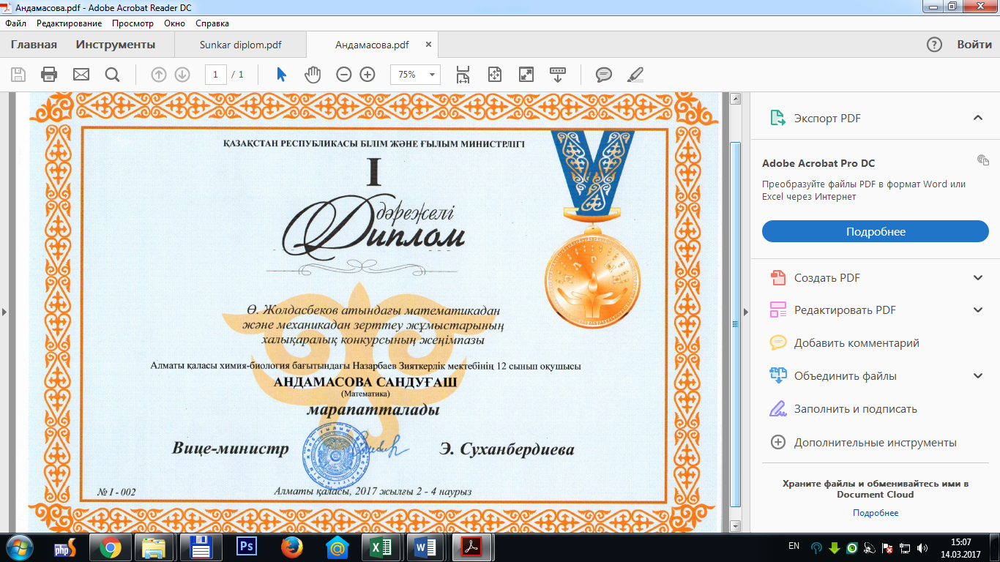 Андамасова.pdf - Adobe Acrobat Reader DC
Файл Редактирование Просмотр Окно Справка
Главная Инструменты Sunkar diplom.pdf Андамасова.pdf × ? Войти
1 / 1 75%
ҚАЗАҚСТАН РЕСПУБЛИКАСЫ БІЛІМ ЖӘНЕ ҒЫЛЫМ МИНИСТРЛІГІ
I
дәрежелі
Диплом
Ө. Жолдасбеков атындағы математикадан
және механикадан зерттеу жұмыстарының
халықаралық конкурсының жеңімпазы
Алматы қаласы химия-биология бағытындағы Назарбаев Зияткерлік мектебінің 12 сынып оқушысы
АНДАМАСОВА САНДУҒАШ
(Математика)
марапатталады
Вице-министр Э. Суханбердиева
№ I - 002 Алматы қаласы, 2017 жылғы 2 - 4 наурыз
Экспорт PDF
Adobe Acrobat Pro DC
Преобразуйте файлы PDF в формат Word или
Excel через Интернет
Подробнее
Создать PDF
Редактировать PDF
Добавить комментарий
Объединить файлы
Заполнить и подписать
Дополнительные инструменты
Храните файлы и обменивайтесь ими в
Document Cloud
Подробнее
php Ps EN 15:07
14.03.2017